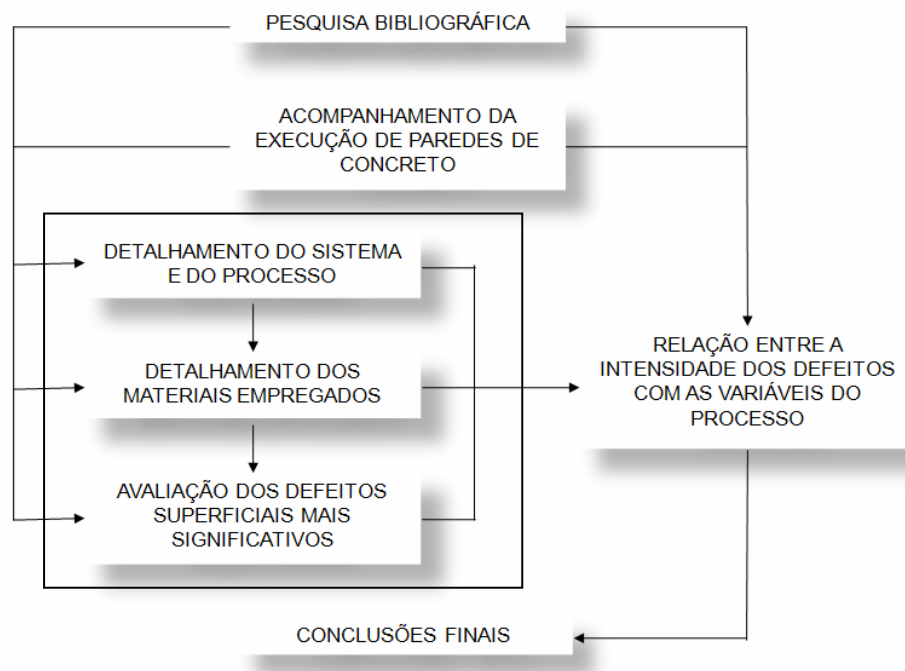 PESQUISA BIBLIOGRÁFICA
ACOMPANHAMENTO DA
EXECUÇÃO DE PAREDES DE
CONCRETO
DETALHAMENTO DO SISTEMA
E DO PROCESSO
DETALHAMENTO DOS
MATERIAIS EMPREGADOS
AVALIAÇÃO DOS DEFEITOS
SUPERFICIAIS MAIS
SIGNIFICATIVOS
RELAÇÃO ENTRE A
INTENSIDADE DOS DEFEITOS
COM AS VARIÁVEIS DO
PROCESSO
CONCLUSÕES FINAIS